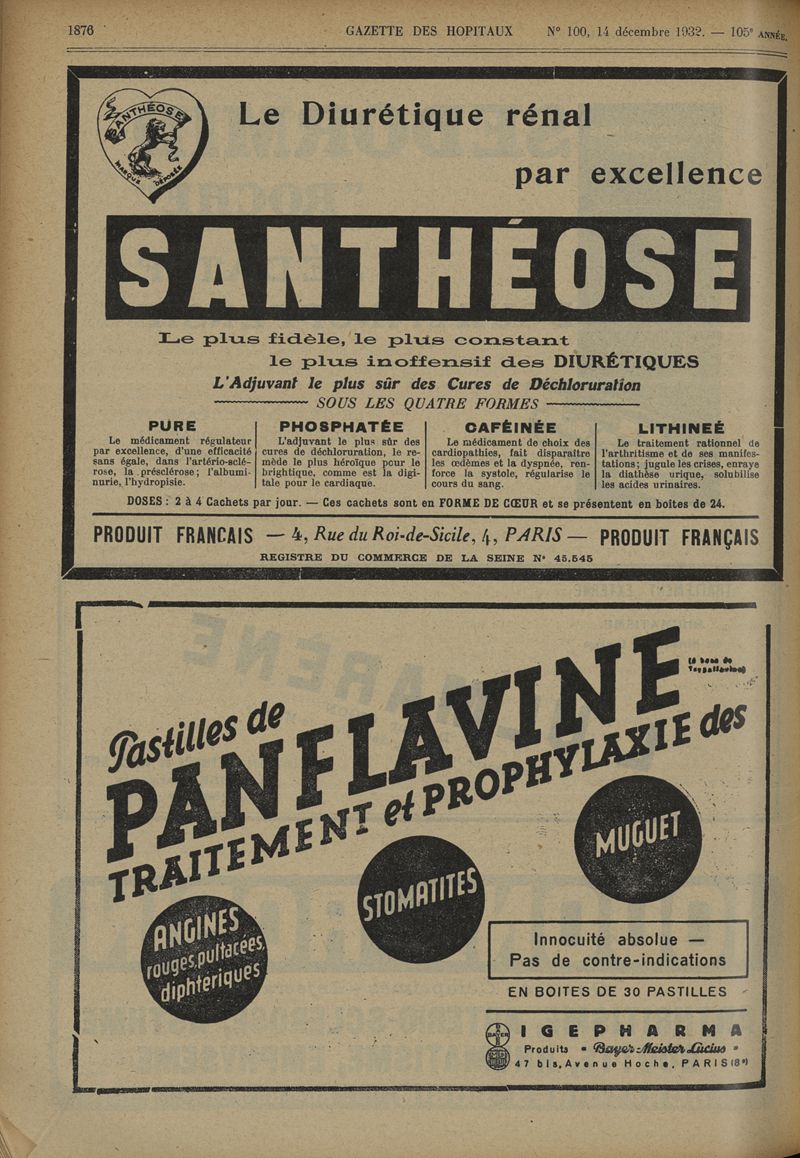 1876 GAZETTE DES HOPITAUX N° 100, 14 décembre 1932. — 105e ANNÉE.
SANTHÉOSE
MARQUE DÉPOSÉE
Le Diurétique rénal
par excellence
SANTHÉOSE
Le plus fidèle, le plus constant
le plus inoffensif des DIURÉTIQUES
L'Adjuvant le plus sûr des Cures de Déchloruration
SOUS LES QUATRE FORMES
PURE
Le médicament régulateur
par excellence, d'une efficacité
sans égale, dans l'artério-sclé-
rose, la présclérose; l'albumi-
nurie, l'hydropisie.
PHOSPHATÉE
L'adjuvant le plus sûr des
cures de déchloruration, le re-
mède le plus héroïque pour le
brightique, comme est la digi-
tale pour le cardiaque.
CAFÉINÉE
Le médicament de choix des
cardiopathies, fait disparaître
les œdèmes et la dyspnée, ren-
force la systole, régularise le
cours du sang.
LITHINEÉ
Le traitement rationnel de
l'arthritisme et de ses manifes-
tations; jugule les crises, enraye
la diathèse urique, solubilise
les acides urinaires.
DOSES: 2 à 4 Cachets par jour. — Ces cachets sont en FORME DE CŒUR et se présentent en boîtes de 24.
PRODUIT FRANCAIS — 4, Rue du Roi-de-Sicile, 4, PARIS — PRODUIT FRANÇAIS
REGISTRE DU COMMERCE DE LA SEINE N° 45.545
Pastilles de
PANFLAVINE
TRAITEMENT et PROPHYLAXIE des
ANGINES
rouges, pultacées,
diphteriques
STOMATITES
MUGUET
Innocuité absolue —
Pas de contre-indications
EN BOITES DE 30 PASTILLES
BAYER
IGEPHARMA
Produits "Bayer-Meister Lucius"
47 bis, Avenue Hoche, PARIS (8e)